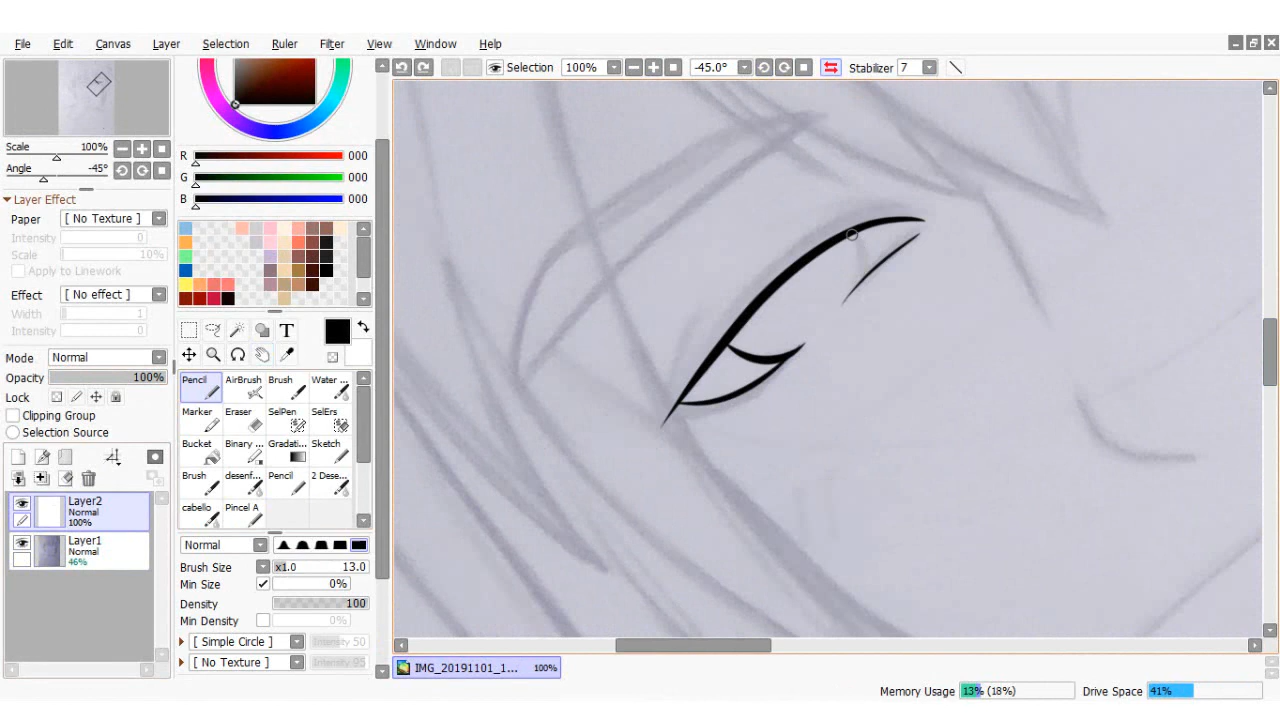 File Edit Canvas Layer Selection Ruler Filter View Window Help
Selection 100% -45.0° Stabilizer 7
Scale 100%
Angle -45°
Layer Effect
Paper [ No Texture ]
Intensity 0
Scale 10%
Apply to Linework
Effect [ No effect ]
Width 1
Intensity 0
Mode Normal
Opacity 100%
Lock
Clipping Group
Selection Source
Layer2
Normal
100%
Layer1
Normal
46%
R 000
G 000
B 000
T
Pencil AirBrush Brush Water ...
Marker Eraser SelPen SelErs
Bucket Binary ... Gradati... Sketch
Brush desenf... Pencil 2 Dese...
cabello Pincel A
Normal
Brush Size x1.0 13.0
Min Size 0%
Density 100
Min Density 0%
[ Simple Circle ] Intensity 50
[ No Texture ] Intensity 95
IMG_20191101_1... 100%
Memory Usage 13% (18%) Drive Space 41%